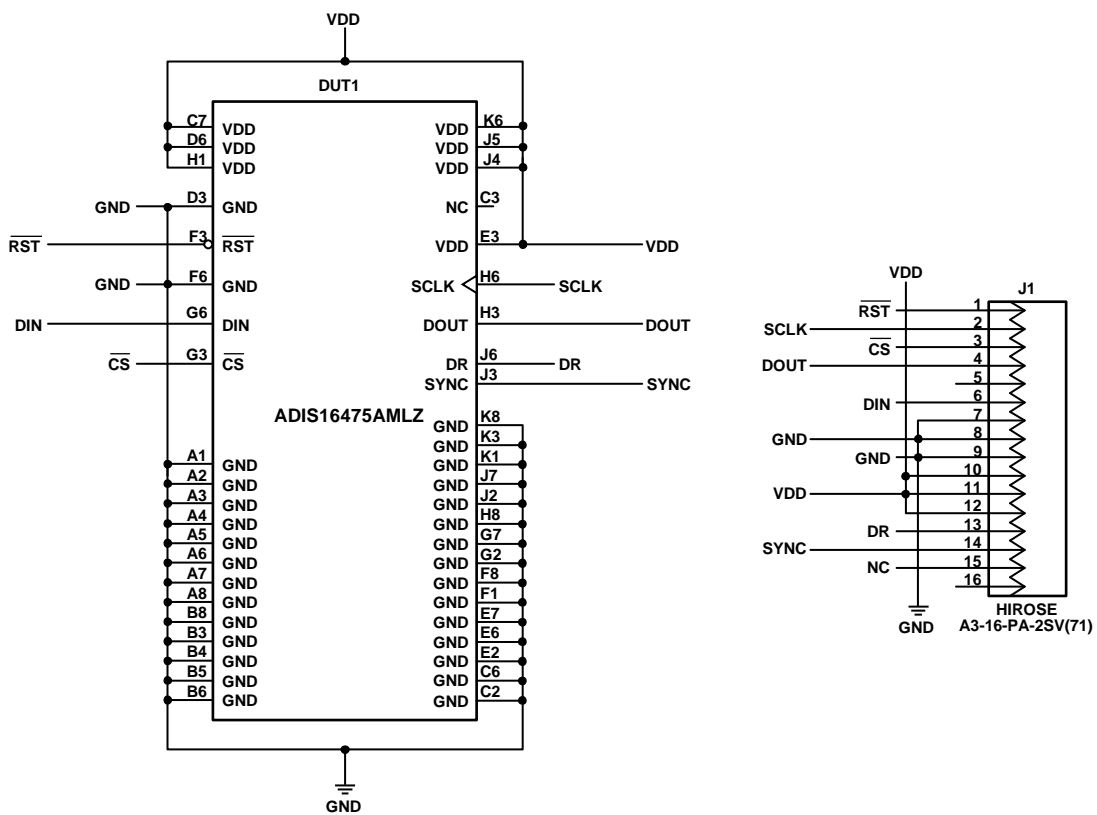 VDD
DUT1
C7 VDD VDD K6
D6 VDD VDD J5
H1 VDD VDD J4
GND D3 GND NC C3
R̅S̅T̅ F3 R̅S̅T̅ VDD E3 VDD
GND F6 GND SCLK H6 SCLK
DIN G6 DIN DOUT H3 DOUT
C̅S̅ G3 C̅S̅ DR J6 DR
SYNC J3 SYNC
ADIS16475AMLZ
GND K8
GND K3
A1 GND GND K1
A2 GND GND J7
A3 GND GND J2
A4 GND GND H8
A5 GND GND G7
A6 GND GND G2
A7 GND GND F8
A8 GND GND F1
B8 GND GND E7
B3 GND GND E6
B4 GND GND E2
B5 GND GND C6
B6 GND GND C2
GND
VDD
J1
R̅S̅T̅ 1
SCLK 2
C̅S̅ 3
DOUT 4
5
DIN 6
7
GND 8
GND 9
10
VDD 11
12
DR 13
SYNC 14
NC 15
16
GND
HIROSE
A3-16-PA-2SV(71)